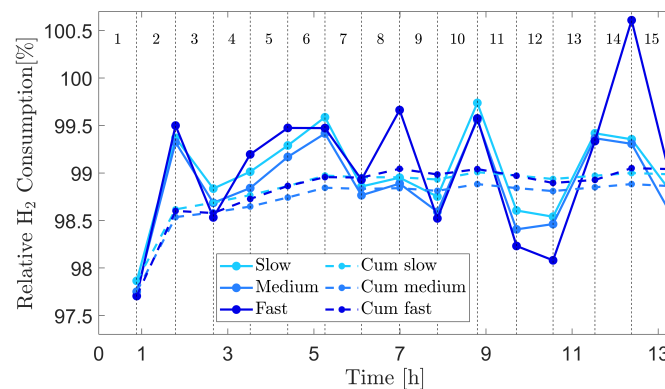 Relative H₂ Consumption[%]
100.5
100
99.5
99
98.5
98
97.5
1 2 3 4 5 6 7 8 9 10 11 12 13 14 15
Slow Cum slow
Medium Cum medium
Fast Cum fast
0 1 3 5 7 9 11 13
Time [h]